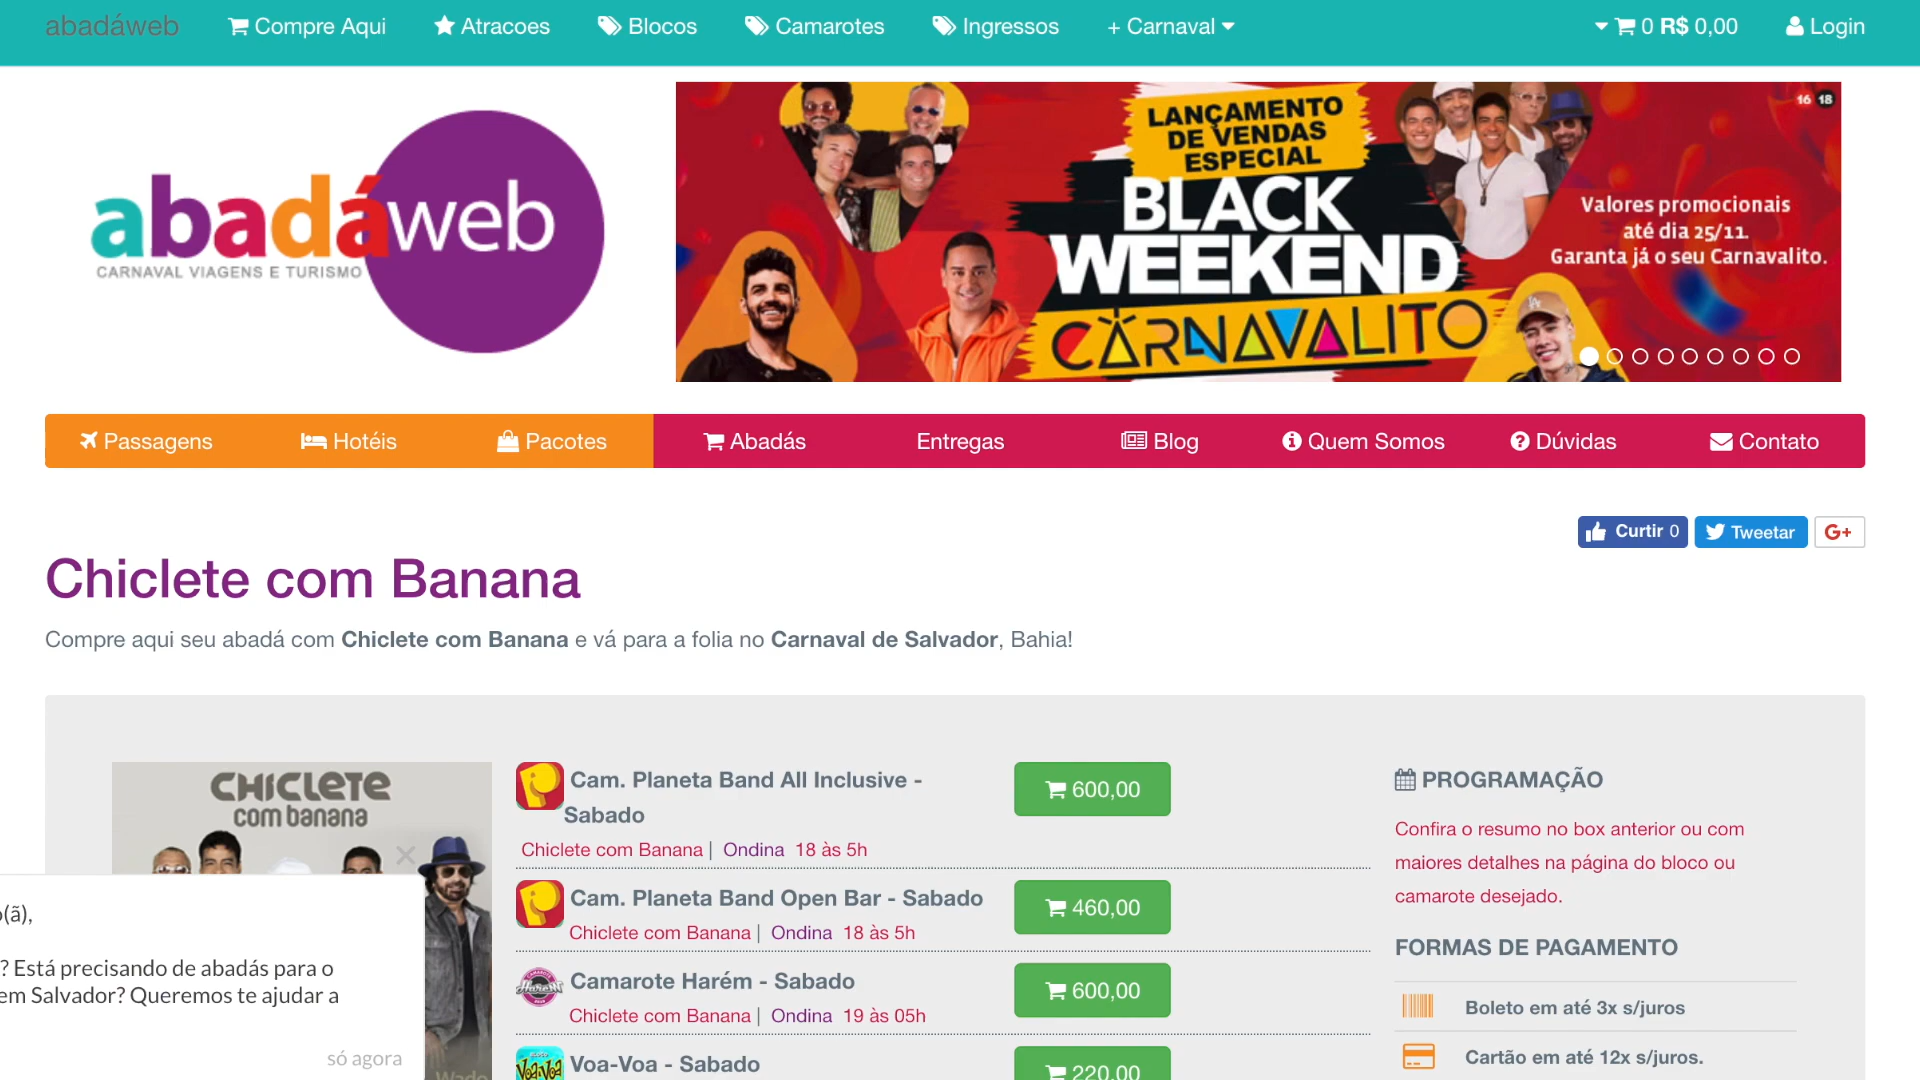 abadáweb Compre Aqui Atracoes Blocos Camarotes Ingressos + Carnaval 0 R$ 0,00 Login
abadáweb
CARNAVAL VIAGENS E TURISMO
LANÇAMENTO
DE VENDAS
ESPECIAL
BLACK
WEEKEND
CARNAVALITO
16 18
Valores promocionais
até dia 25/11.
Garanta já o seu Carnavalito.
Passagens Hotéis Pacotes Abadás Entregas Blog Quem Somos Dúvidas Contato
Curtir 0 Tweetar G+
Chiclete com Banana
Compre aqui seu abadá com Chiclete com Banana e vá para a folia no Carnaval de Salvador, Bahia!
CHICLETE
com banana
Cam. Planeta Band All Inclusive -
Sabado
600,00
Chiclete com Banana | Ondina 18 às 5h
Cam. Planeta Band Open Bar - Sabado
460,00
Chiclete com Banana | Ondina 18 às 5h
Camarote Harém - Sabado
600,00
Chiclete com Banana | Ondina 19 às 05h
Voa-Voa - Sabado
220,00
PROGRAMAÇÃO
Confira o resumo no box anterior ou com
maiores detalhes na página do bloco ou
camarote desejado.
FORMAS DE PAGAMENTO
Boleto em até 3x s/juros
Cartão em até 12x s/juros.
o(ã),
? Está precisando de abadás para o
em Salvador? Queremos te ajudar a
só agora